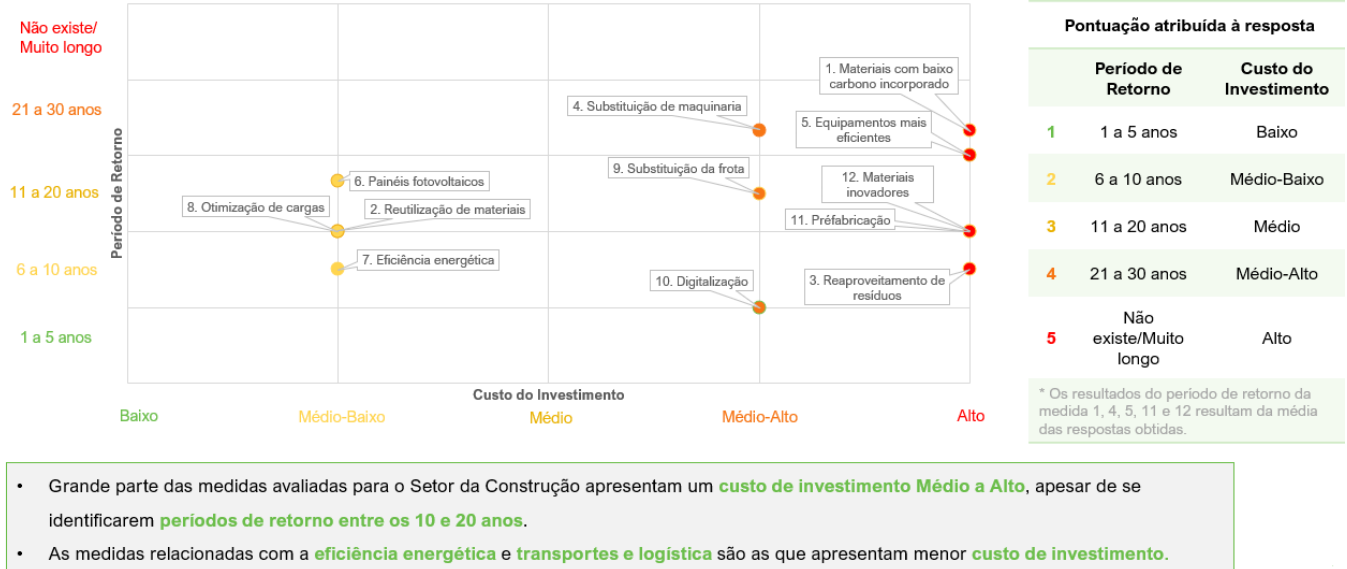 Não existe/
Muito longo
21 a 30 anos
11 a 20 anos
6 a 10 anos
1 a 5 anos
Período de Retorno
1. Materiais com baixo
carbono incorporado
4. Substituição de maquinaria
5. Equipamentos mais
eficientes
6. Painéis fotovoltaicos
9. Substituição da frota
12. Materiais
inovadores
8. Otimização de cargas
2. Reutilização de materiais
11. Préfabricação
7. Eficiência energética
10. Digitalização
3. Reaproveitamento de
resíduos
Custo do Investimento
Baixo
Médio-Baixo
Médio
Médio-Alto
Alto
Pontuação atribuída à resposta
Período de
Retorno
Custo do
Investimento
1 1 a 5 anos Baixo
2 6 a 10 anos Médio-Baixo
3 11 a 20 anos Médio
4 21 a 30 anos Médio-Alto
5 Não
existe/Muito
longo
Alto
* Os resultados do período de retorno da
medida 1, 4, 5, 11 e 12 resultam da média
das respostas obtidas.
• Grande parte das medidas avaliadas para o Setor da Construção apresentam um custo de investimento Médio a Alto, apesar de se
identificarem períodos de retorno entre os 10 e 20 anos.
• As medidas relacionadas com a eficiência energética e transportes e logística são as que apresentam menor custo de investimento.